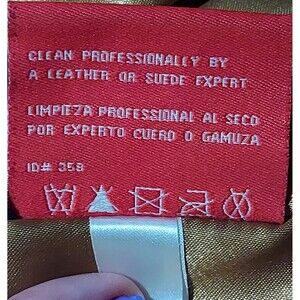 CLEAN PROFESSIONALLY BY
A LEATHER OR SUEDE EXPERT
LIMPIEZA PROFESSIONAL AL SECO
POR EXPERTO CUERO O GAMUZA
ID# 358